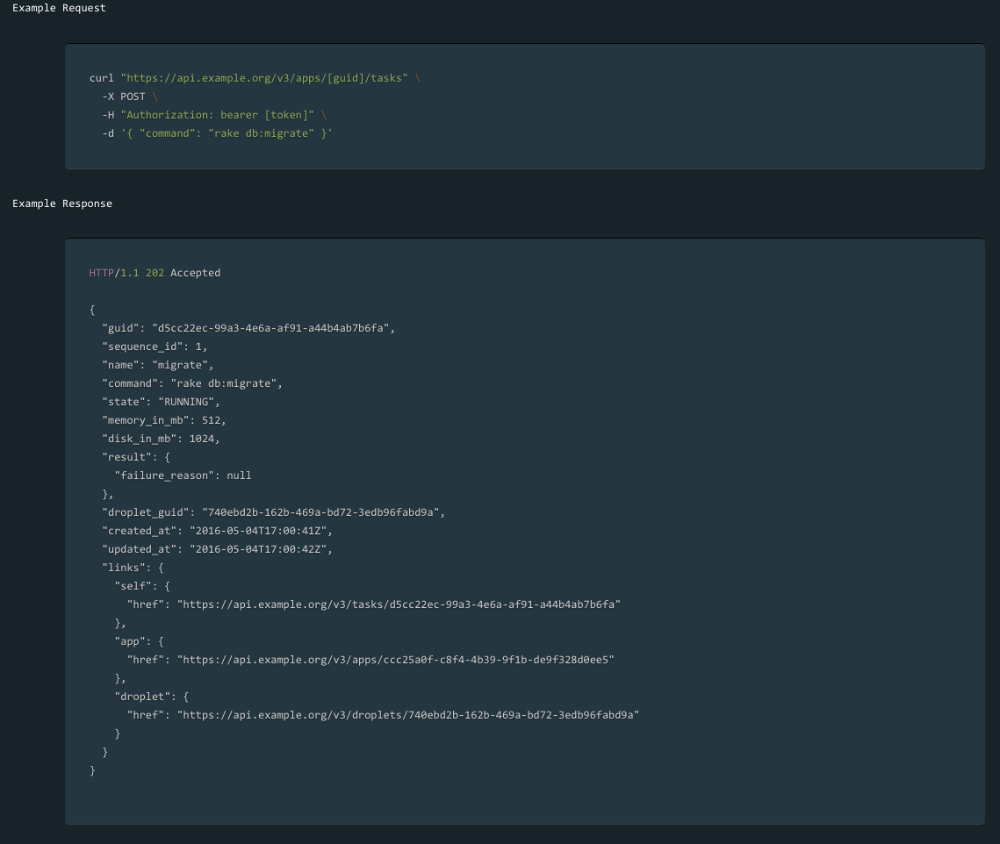 Example Request
curl "https://api.example.org/v3/apps/[guid]/tasks" \
  -X POST \
  -H "Authorization: bearer [token]" \
  -d '{ "command": "rake db:migrate" }'
Example Response
HTTP/1.1 202 Accepted
{
  "guid": "d5cc22ec-99a3-4e6a-af91-a44b4ab7b6fa",
  "sequence_id": 1,
  "name": "migrate",
  "command": "rake db:migrate",
  "state": "RUNNING",
  "memory_in_mb": 512,
  "disk_in_mb": 1024,
  "result": {
    "failure_reason": null
  },
  "droplet_guid": "740ebd2b-162b-469a-bd72-3edb96fabd9a",
  "created_at": "2016-05-04T17:00:41Z",
  "updated_at": "2016-05-04T17:00:42Z",
  "links": {
    "self": {
      "href": "https://api.example.org/v3/tasks/d5cc22ec-99a3-4e6a-af91-a44b4ab7b6fa"
    },
    "app": {
      "href": "https://api.example.org/v3/apps/ccc25a0f-c8f4-4b39-9f1b-de9f328d0ee5"
    },
    "droplet": {
      "href": "https://api.example.org/v3/droplets/740ebd2b-162b-469a-bd72-3edb96fabd9a"
    }
  }
}